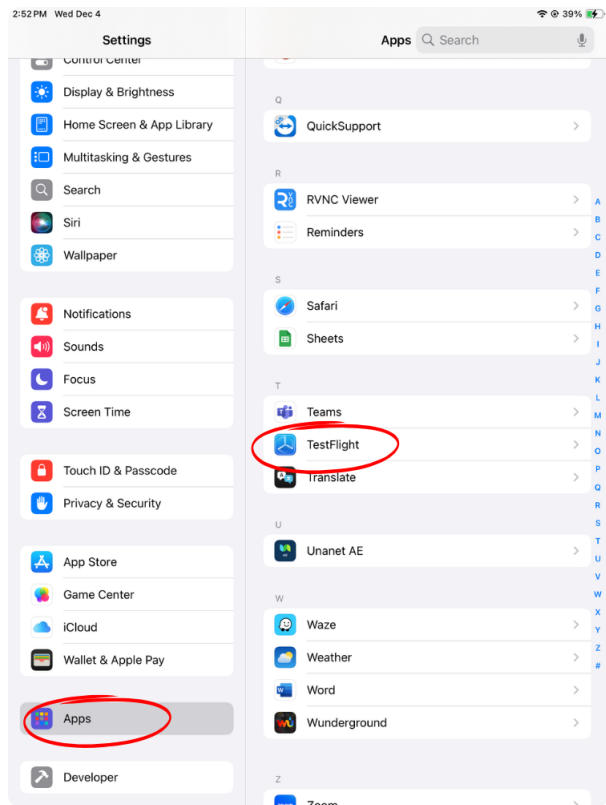 2:52 PM Wed Dec 4
39%
Settings
Control Center
Display & Brightness
Home Screen & App Library
Multitasking & Gestures
Search
Siri
Wallpaper
Notifications
Sounds
Focus
Screen Time
Touch ID & Passcode
Privacy & Security
App Store
Game Center
iCloud
Wallet & Apple Pay
Apps
Developer
Apps
Search
Q
QuickSupport
R
RVNC Viewer
Reminders
S
Safari
Sheets
T
Teams
TestFlight
Translate
U
Unanet AE
W
Waze
Weather
Word
Wunderground
Z
Zoom
A
B
C
D
E
F
G
H
I
J
K
L
M
N
O
P
Q
R
S
T
U
V
W
X
Y
Z
#